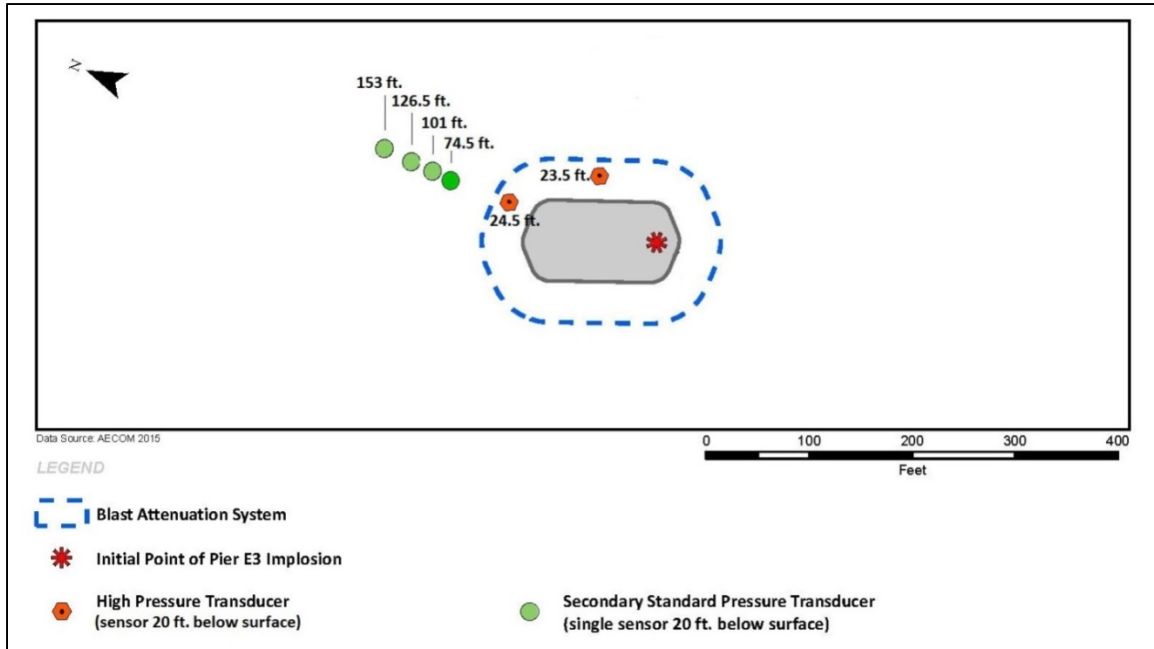 N
153 ft.
126.5 ft.
101 ft.
74.5 ft.
23.5 ft.
24.5 ft.
Data Source: AECOM 2015
0 100 200 300 400
Feet
LEGEND
Blast Attenuation System
Initial Point of Pier E3 Implosion
High Pressure Transducer
(sensor 20 ft. below surface)
Secondary Standard Pressure Transducer
(single sensor 20 ft. below surface)